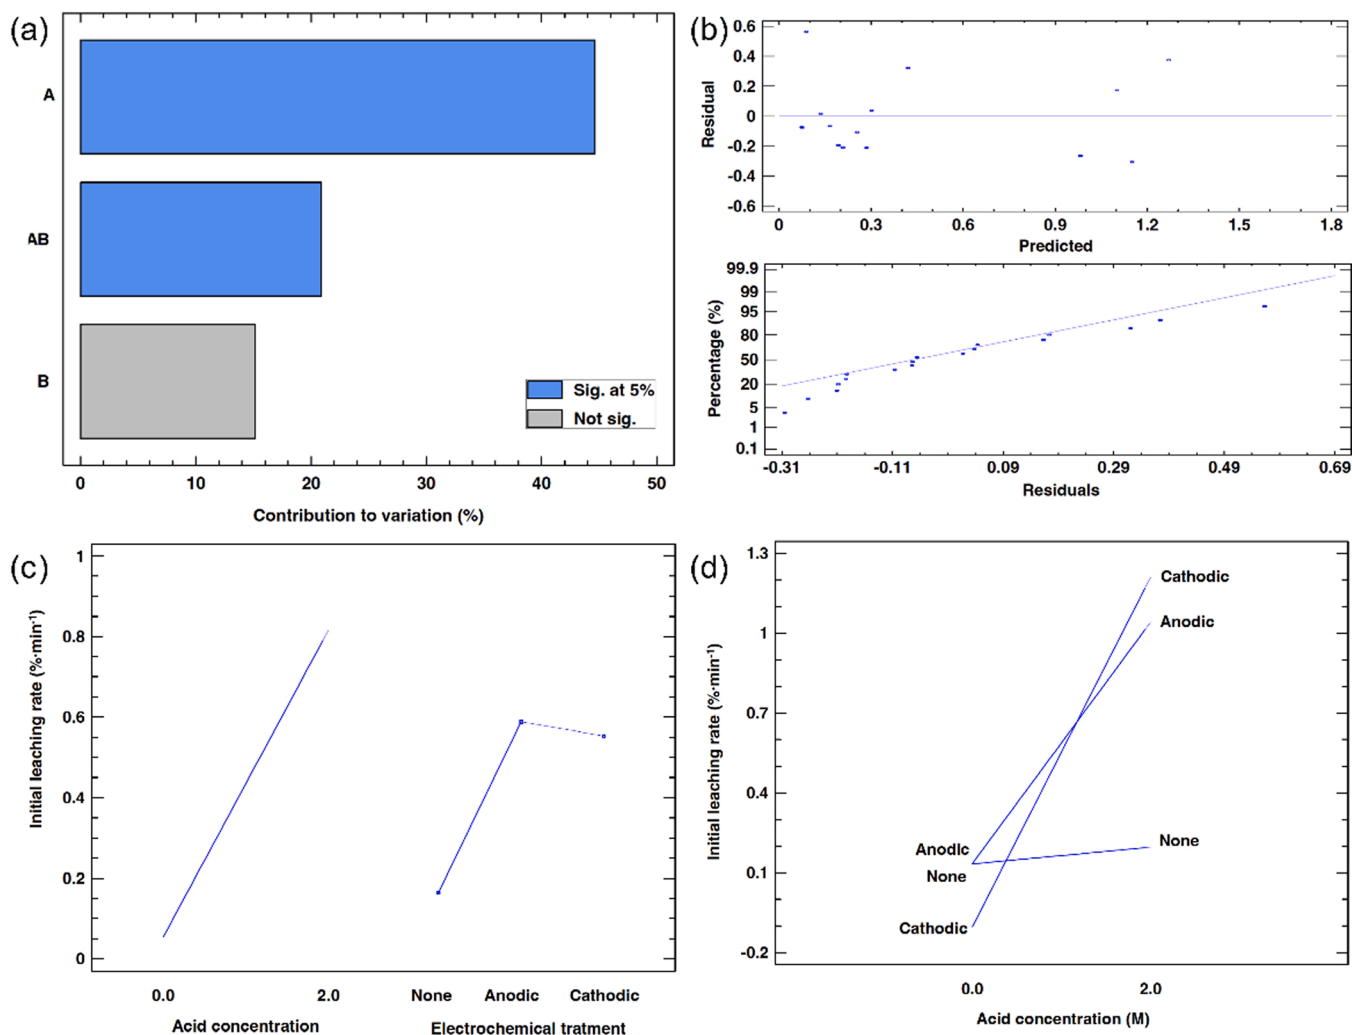 (a)
A
AB
B
Sig. at 5%
Not sig.
0 10 20 30 40 50
Contribution to variation (%)
(b)
Residual
0.6
0.4
0.2
0
-0.2
-0.4
-0.6
0 0.3 0.6 0.9 1.2 1.5 1.8
Predicted
Percentage (%)
99.9
99
95
80
50
20
5
1
0.1
-0.31 -0.11 0.09 0.29 0.49 0.69
Residuals
(c)
Initial leaching rate (%·min⁻¹)
1
0.8
0.6
0.4
0.2
0
0.0 2.0 None Anodic Cathodic
Acid concentration Electrochemical tratment
(d)
Initial leaching rate (%·min⁻¹)
1.3
1
0.7
0.4
0.1
-0.2
Cathodic
Anodic
None
Anodic
None
Cathodic
0.0 2.0
Acid concentration (M)